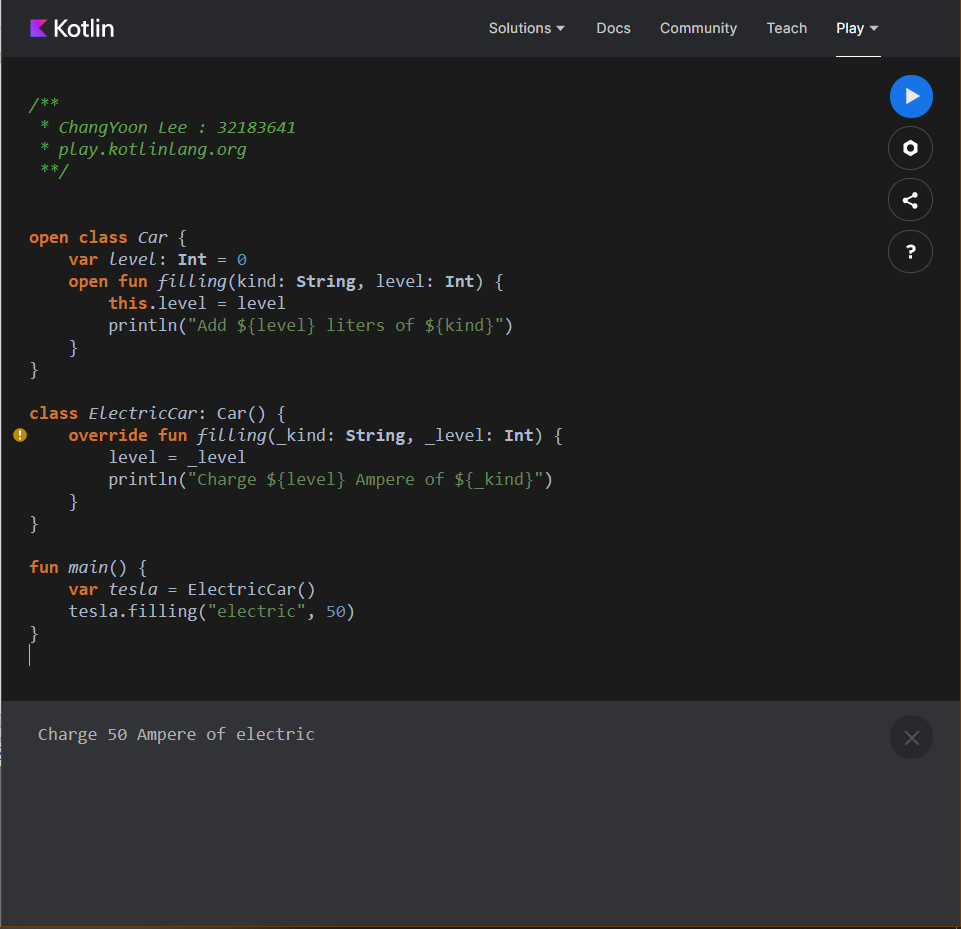 Kotlin
Solutions Docs Community Teach Play
/**
 * ChangYoon Lee : 32183641
 * play.kotlinlang.org
 **/
open class Car {
    var level: Int = 0
    open fun filling(kind: String, level: Int) {
        this.level = level
        println("Add ${level} liters of ${kind}")
    }
}
class ElectricCar: Car() {
    override fun filling(_kind: String, _level: Int) {
        level = _level
        println("Charge ${level} Ampere of ${_kind}")
    }
}
fun main() {
    var tesla = ElectricCar()
    tesla.filling("electric", 50)
}
Charge 50 Ampere of electric